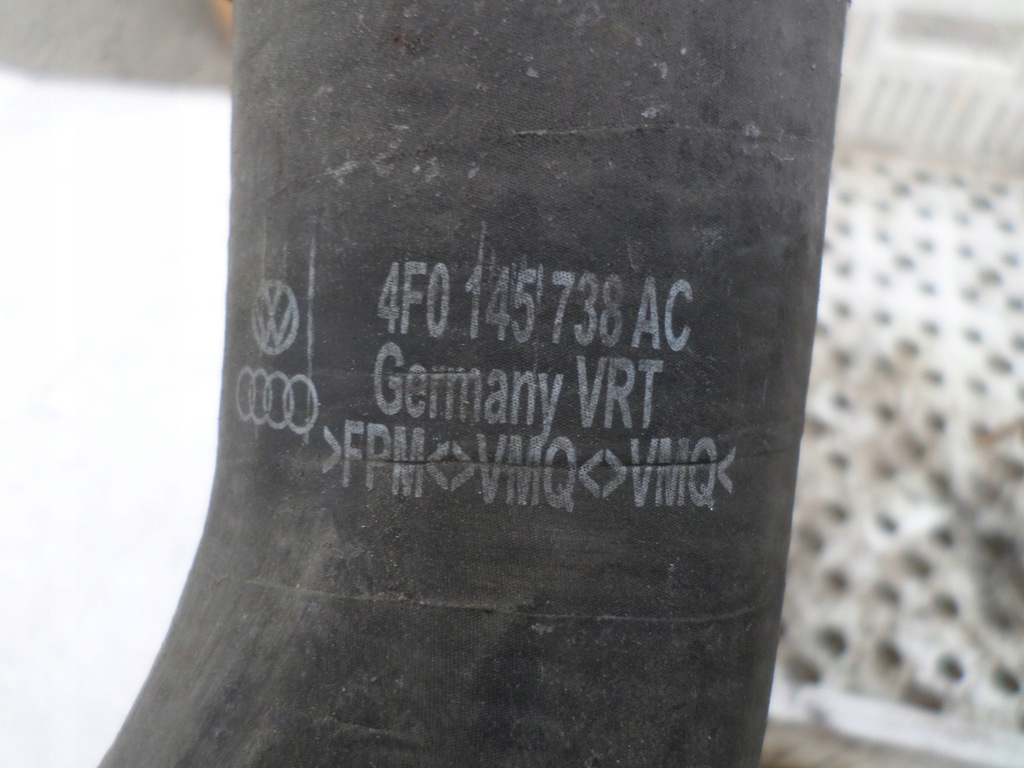 4F0 145 738 AC
Germany VRT
>FPM<>VMQ<>VMQ<